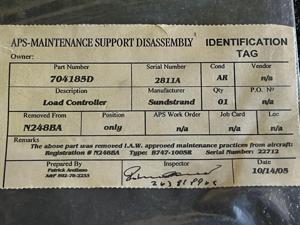 APS-MAINTENANCE SUPPORT DISASSEMBLY IDENTIFICATION TAG
Owner:
Part Number Serial Number Cond Vendor
704185D 2811A AR n/a
Description Manufacturer Qty P.O. Nº
Load Controller Sundstrand 01 n/a
Removed From Position APS Work Order Job Card Loc
N248BA only n/a n/a n/a
Remarks
The above part was removed I.A.W. approved maintenance practices from aircraft:
Registration # N248BA Type: B747-100SR Serial Number: 22712
Prepared By Inspector Date
Patrick Arellano 10/14/05